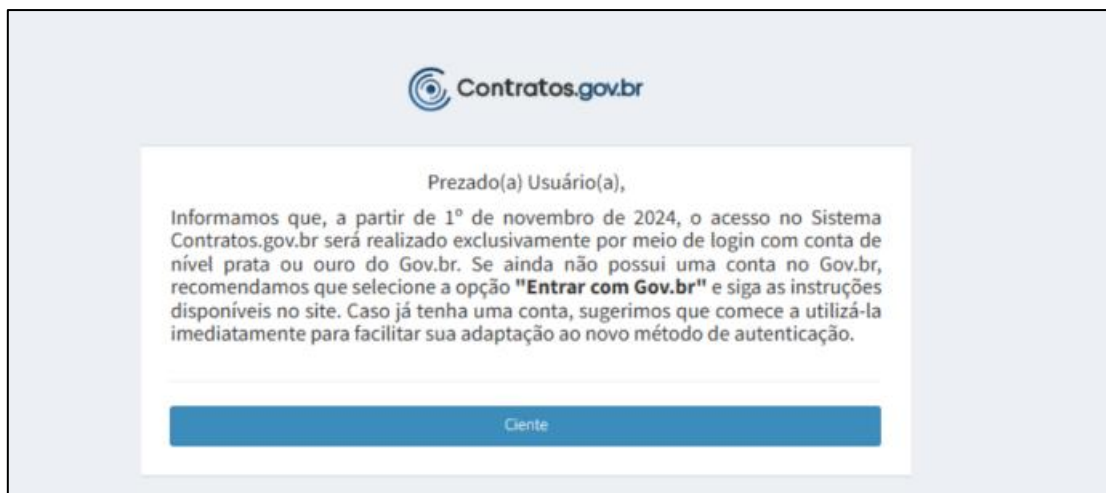 Contratos.gov.br
Prezado(a) Usuário(a),
Informamos que, a partir de 1º de novembro de 2024, o acesso no Sistema
Contratos.gov.br será realizado exclusivamente por meio de login com conta de
nível prata ou ouro do Gov.br. Se ainda não possui uma conta no Gov.br,
recomendamos que selecione a opção "Entrar com Gov.br" e siga as instruções
disponíveis no site. Caso já tenha uma conta, sugerimos que comece a utilizá-la
imediatamente para facilitar sua adaptação ao novo método de autenticação.
Ciente